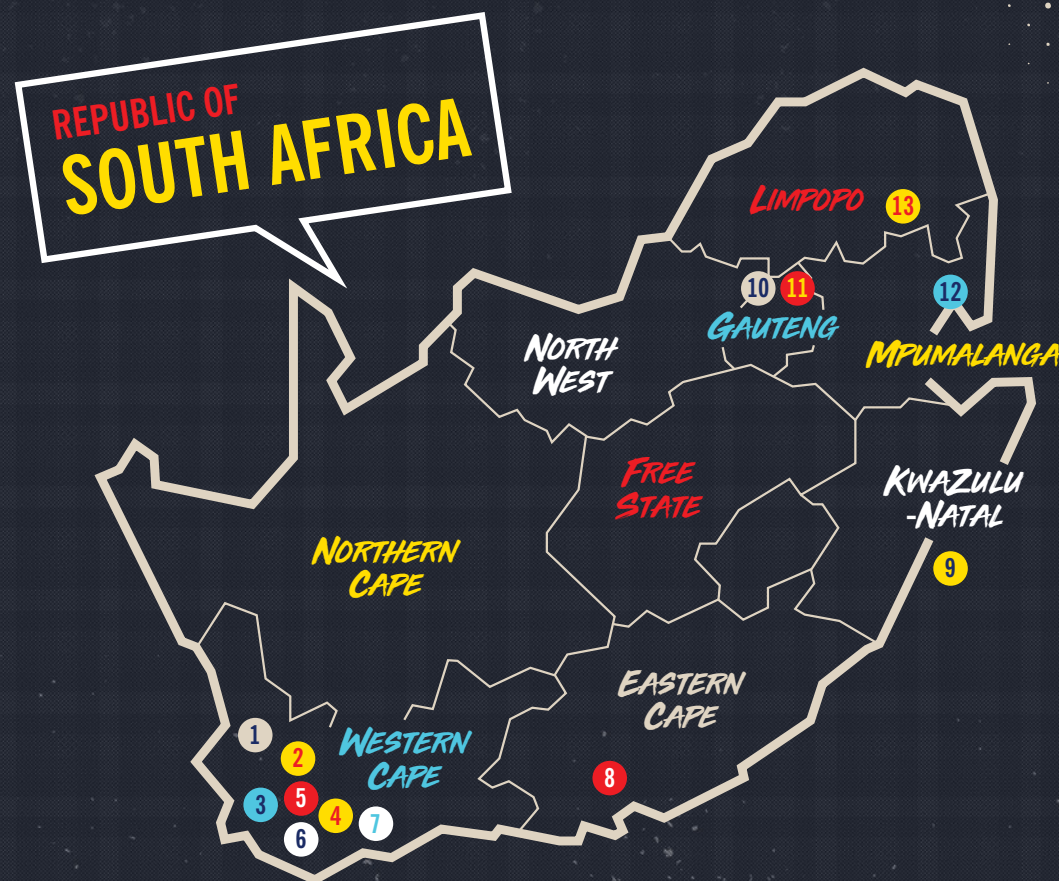 REPUBLIC OF
SOUTH AFRICA
LIMPOPO
13
10
11
12
GAUTENG
MPUMALANGA
NORTH
WEST
FREE
STATE
KWAZULU
-NATAL
9
NORTHERN
CAPE
EASTERN
CAPE
1
2
WESTERN
CAPE
8
3
5
4
7
6